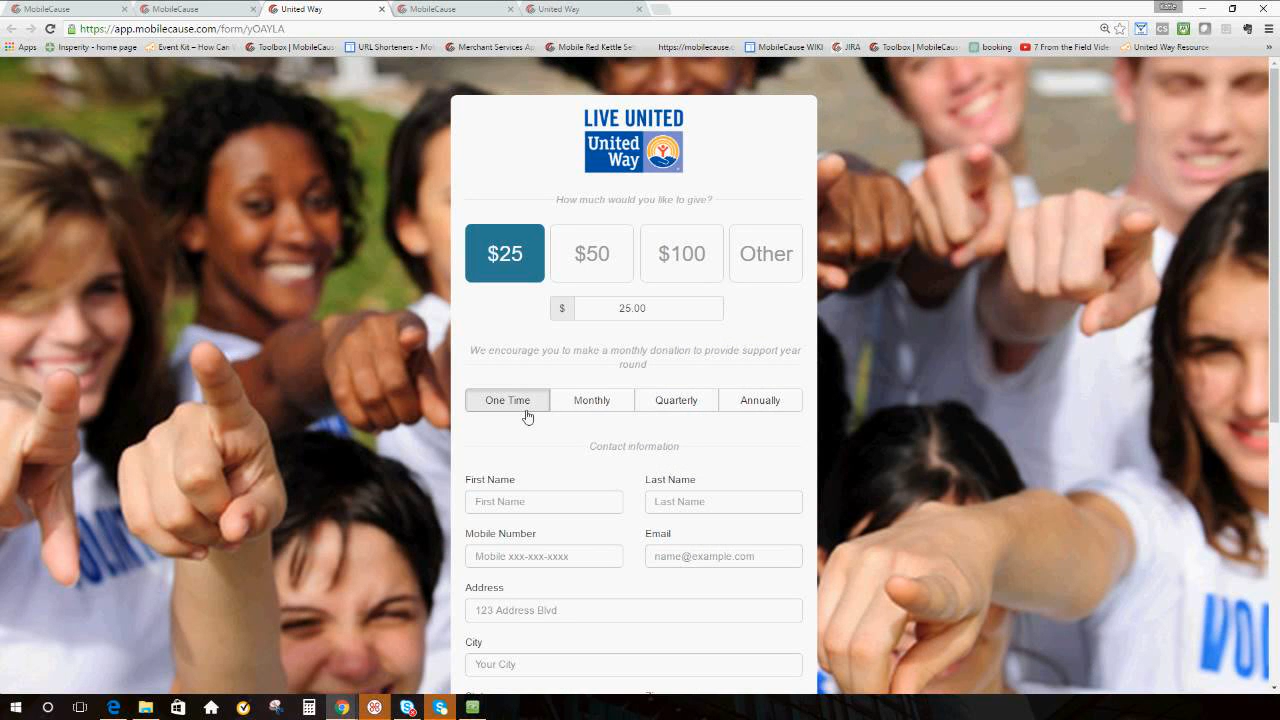 MobileCause
MobileCause
United Way
MobileCause
United Way
Katie
https://app.mobilecause.com/form/yOAYLA
Apps
Insperity - home page
Event Kit – How Can
Toolbox | MobileCaus
URL Shorteners - Mo
Merchant Services Ap
Mobile Red Kettle Set
https://mobilecause.c
MobileCause WIKI
JIRA
Toolbox | MobileCaus
booking
7 From the Field Vide
United Way Resource
»
LIVE UNITED
United
Way
How much would you like to give?
$25 $50 $100 Other
$ 25.00
We encourage you to make a monthly donation to provide support year
round
One Time Monthly Quarterly Annually
Contact information
First Name Last Name
First Name Last Name
Mobile Number Email
Mobile xxx-xxx-xxxx name@example.com
Address
123 Address Blvd
City
Your City